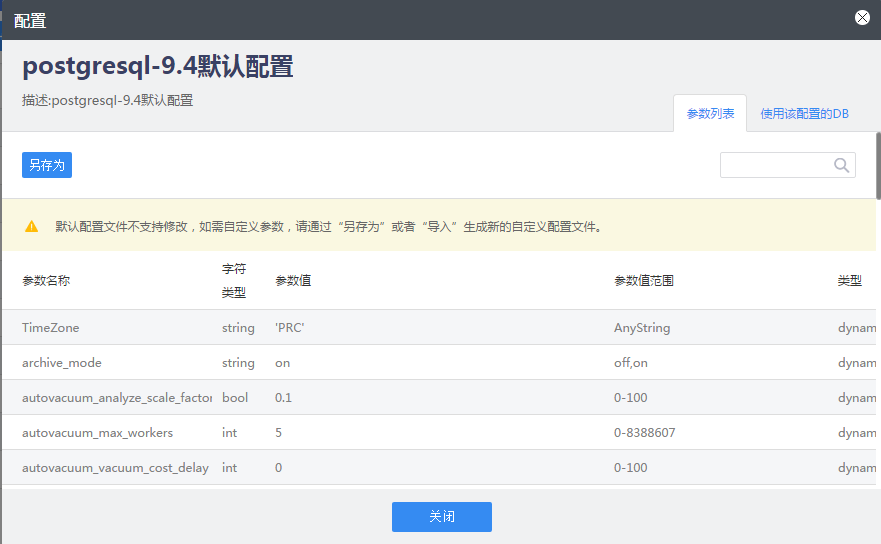 配置
postgresql-9.4默认配置
描述:postgresql-9.4默认配置
参数列表 使用该配置的DB
另存为
默认配置文件不支持修改，如需自定义参数，请通过“另存为”或者“导入”生成新的自定义配置文件。
参数名称 字符类型 参数值 参数值范围 类型
TimeZone string 'PRC' AnyString dynam
archive_mode string on off,on dynam
autovacuum_analyze_scale_factor bool 0.1 0-100 dynam
autovacuum_max_workers int 5 0-8388607 dynam
autovacuum_vacuum_cost_delay int 0 0-100 dynam
关闭